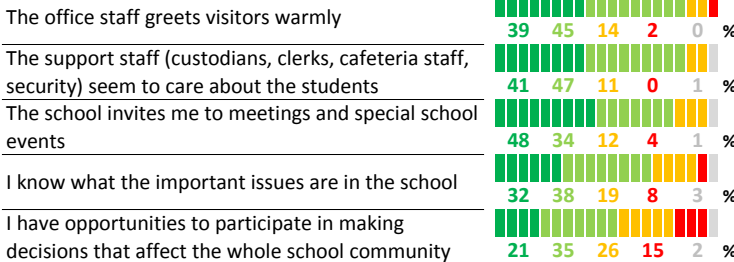 The office staff greets visitors warmly
39 45 14 2 0 %
The support staff (custodians, clerks, cafeteria staff,
security) seem to care about the students
41 47 11 0 1 %
The school invites me to meetings and special school
events
48 34 12 4 1 %
I know what the important issues are in the school
32 38 19 8 3 %
I have opportunities to participate in making
decisions that affect the whole school community
21 35 26 15 2 %